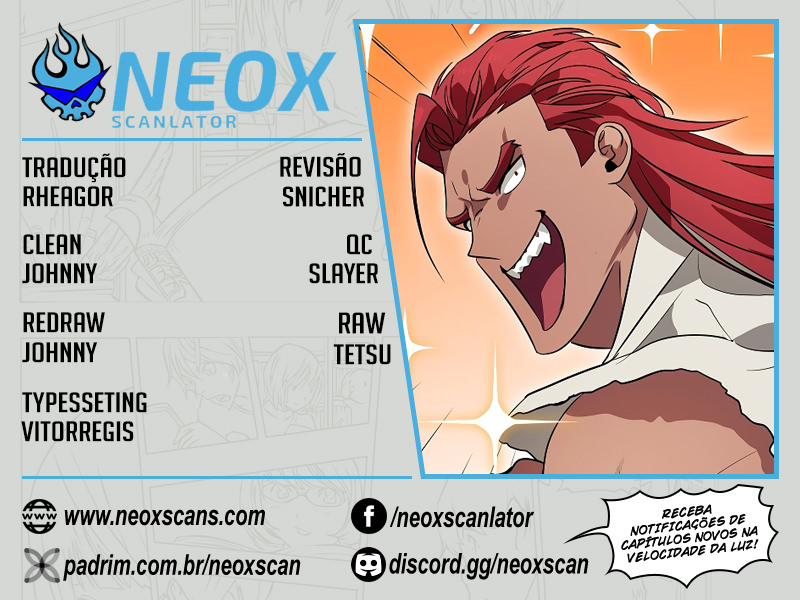 NEOX
SCANLATOR
TRADUÇÃO
RHEAGOR
REVISÃO
SNICHER
CLEAN
JOHNNY
QC
SLAYER
REDRAW
JOHNNY
RAW
TETSU
TYPESSETING
VITORREGIS
www
www.neoxscans.com
f /neoxscanlator
padrim.com.br/neoxscan
discord.gg/neoxscan
RECEBA
NOTIFICAÇÕES DE
CAPÍTULOS NOVOS NA
VELOCIDADE DA LUZ!